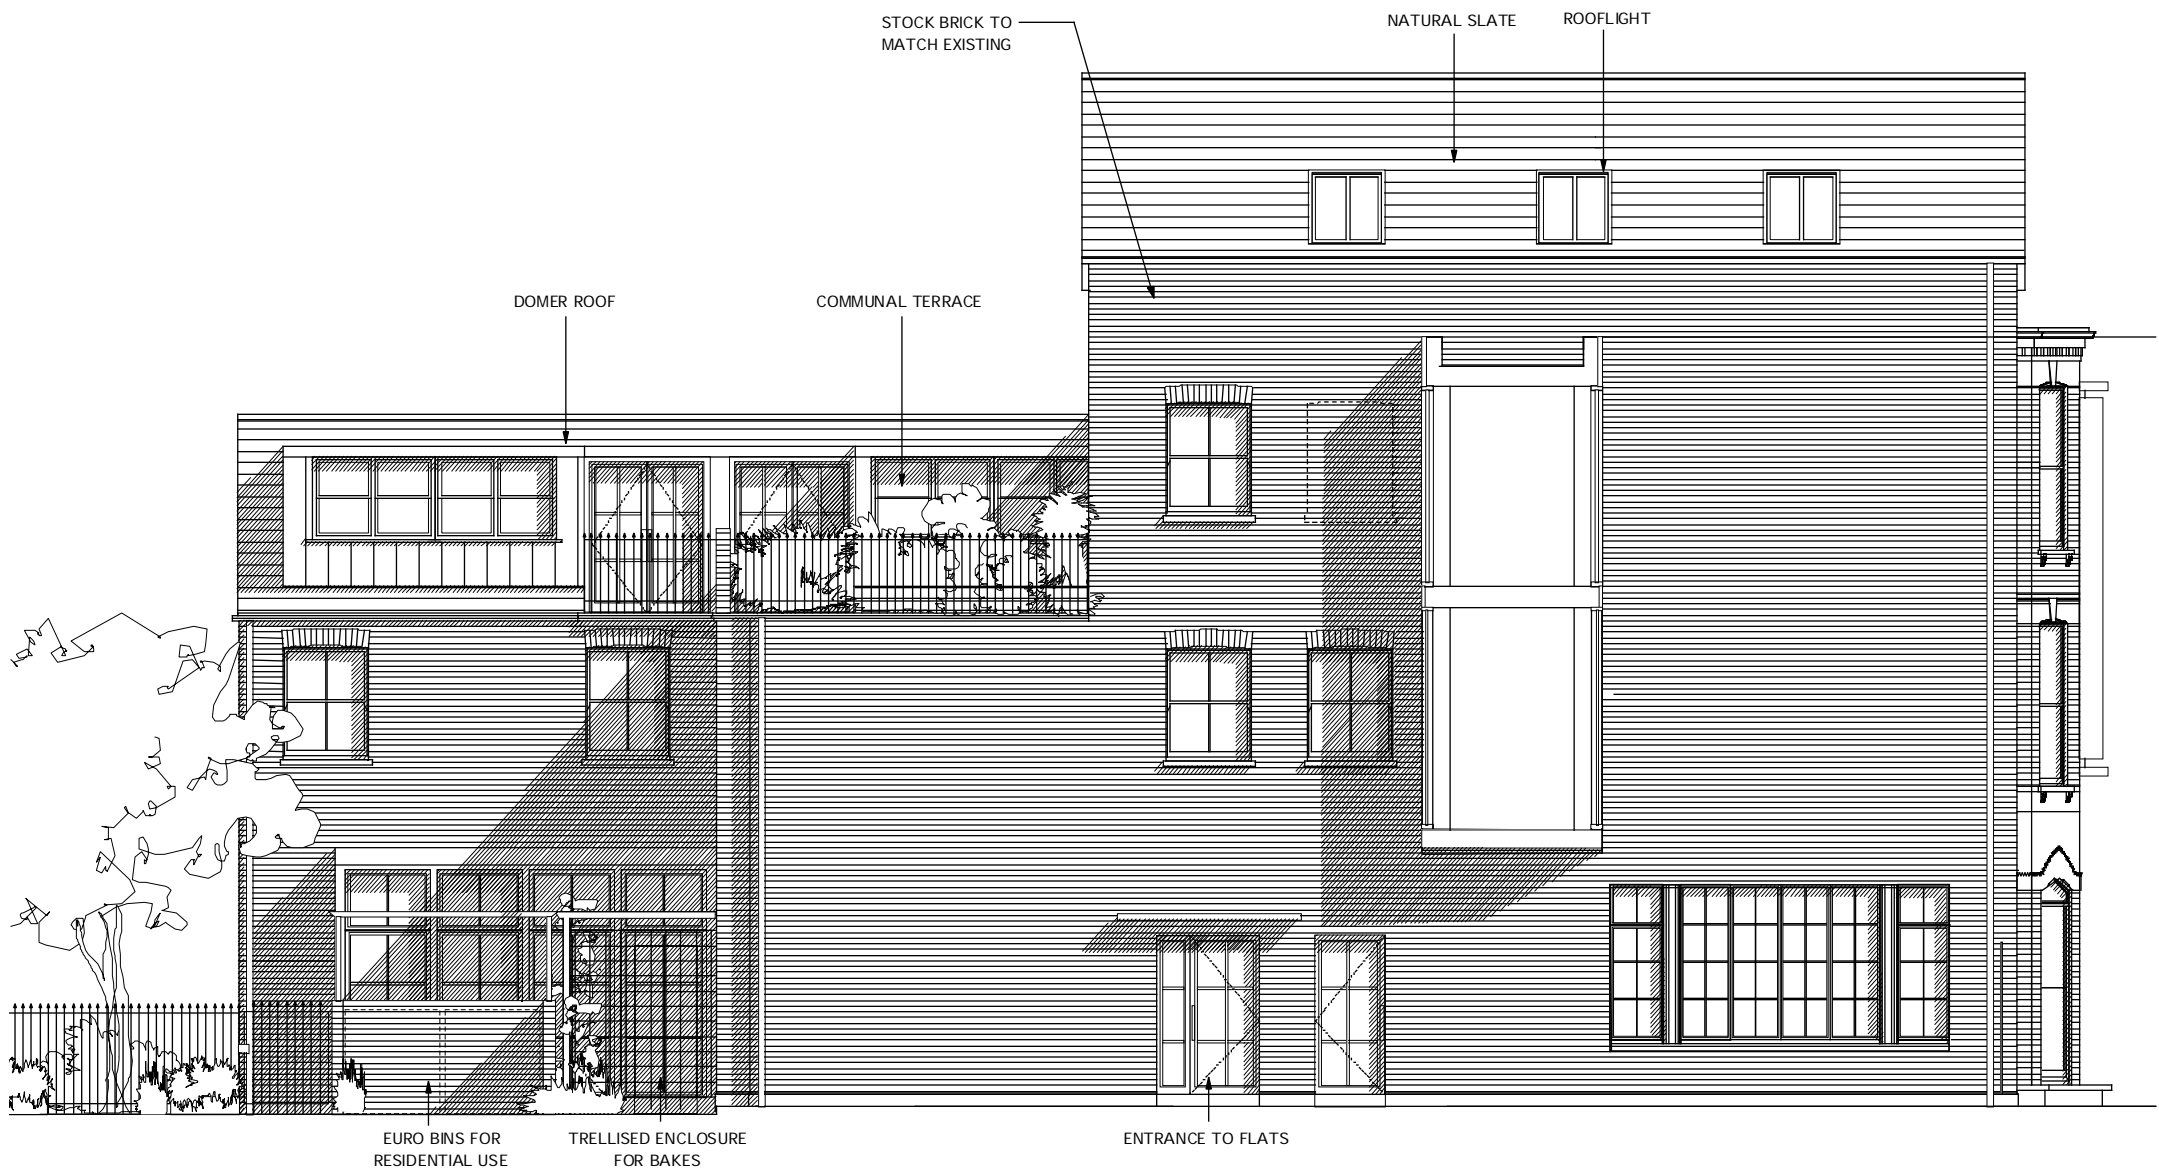 STOCK BRICK TO
MATCH EXISTING
NATURAL SLATE
ROOFLIGHT
DOMER ROOF
COMMUNAL TERRACE
EURO BINS FOR
RESIDENTIAL USE
TRELLISED ENCLOSURE
FOR BAKES
ENTRANCE TO FLATS